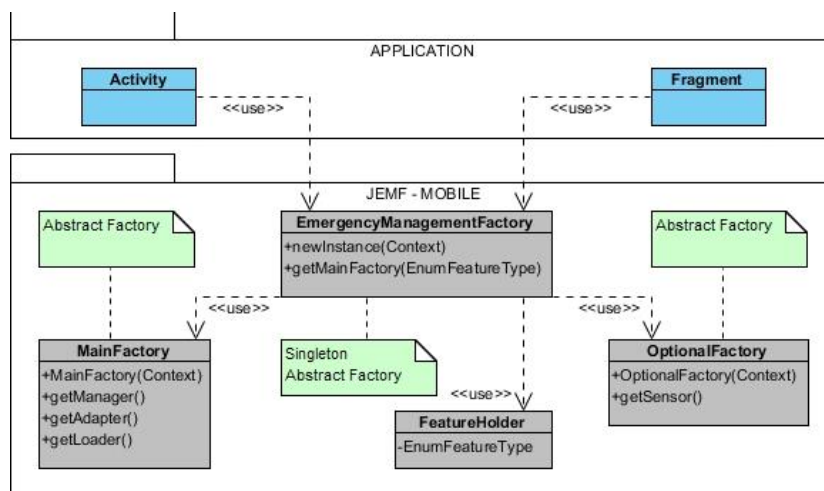 APPLICATION
Activity
Fragment
<<use>>
<<use>>
JEMF - MOBILE
Abstract Factory
EmergencyManagementFactory
+newInstance(Context)
+getMainFactory(EnumFeatureType)
Abstract Factory
<<use>>
<<use>>
MainFactory
+MainFactory(Context)
+getManager()
+getAdapter()
+getLoader()
Singleton
Abstract Factory
<<use>>
OptionalFactory
+OptionalFactory(Context)
+getSensor()
FeatureHolder
-EnumFeatureType